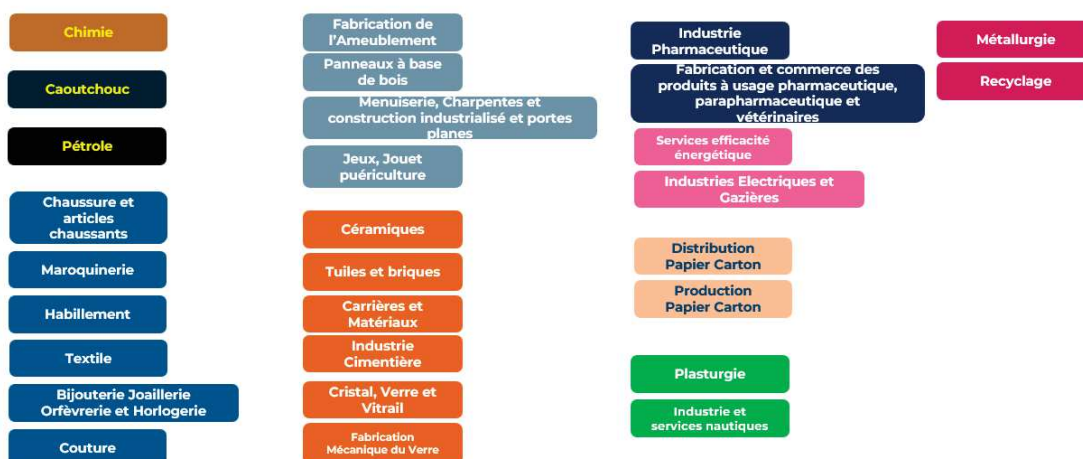 Chimie
Caoutchouc
Pétrole
Chaussure et
articles
chaussants
Maroquinerie
Habillement
Textile
Bijouterie Joaillerie
Orfèvrerie et Horlogerie
Couture
Fabrication de
l'Ameublement
Panneaux à base
de bois
Menuiserie, Charpentes et
construction industrialisé et portes
planes
Jeux, Jouet
puériculture
Céramiques
Tuiles et briques
Carrières et
Matériaux
Industrie
Cimentière
Cristal, Verre et
Vitrail
Fabrication
Mécanique du Verre
Industrie
Pharmaceutique
Fabrication et commerce des
produits à usage pharmaceutique,
parapharmaceutique et
vétérinaires
Services efficacité
énergétique
Industries Electriques et
Gazières
Distribution
Papier Carton
Production
Papier Carton
Plasturgie
Industrie et
services nautiques
Métallurgie
Recyclage